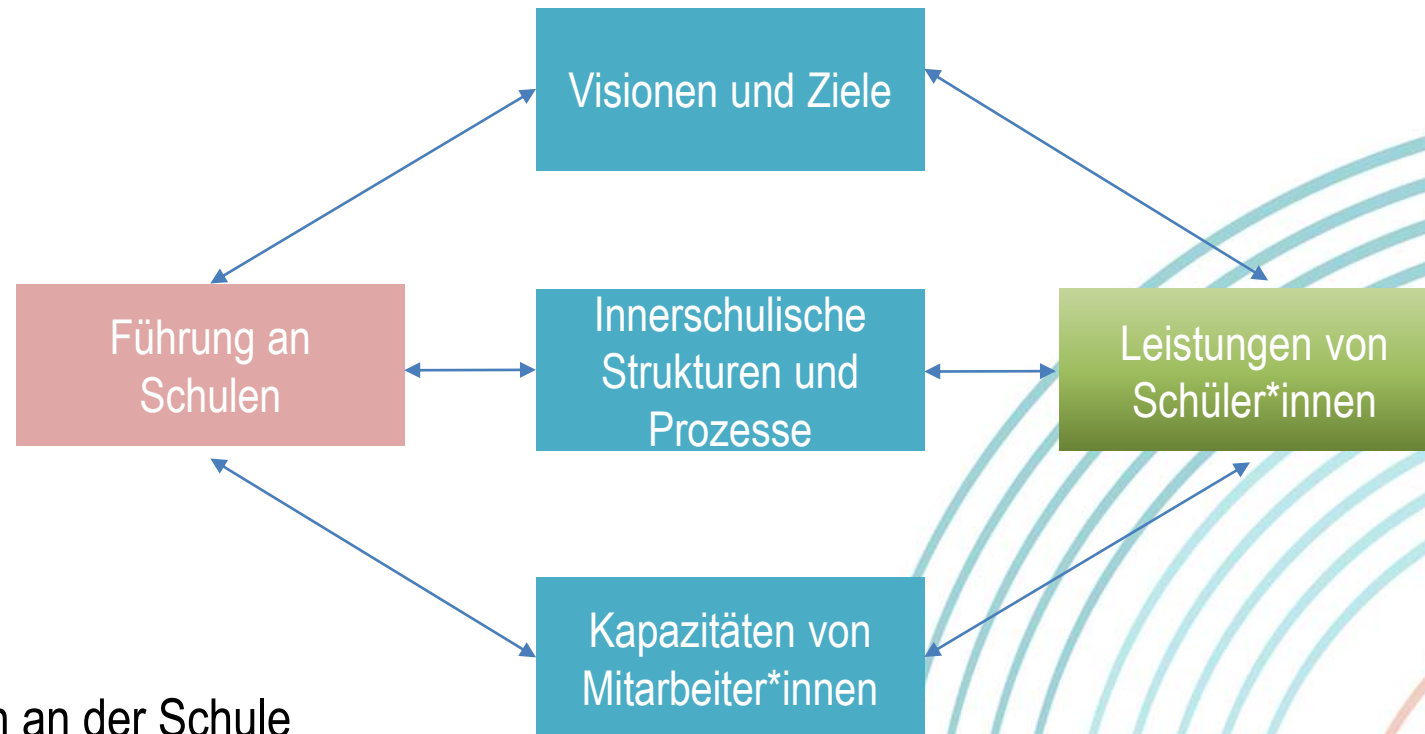 Visionen und Ziele
Führung an
Schulen
Innerschulische
Strukturen und
Prozesse
Leistungen von
Schüler*innen
Kapazitäten von
Mitarbeiter*innen
an der Schule